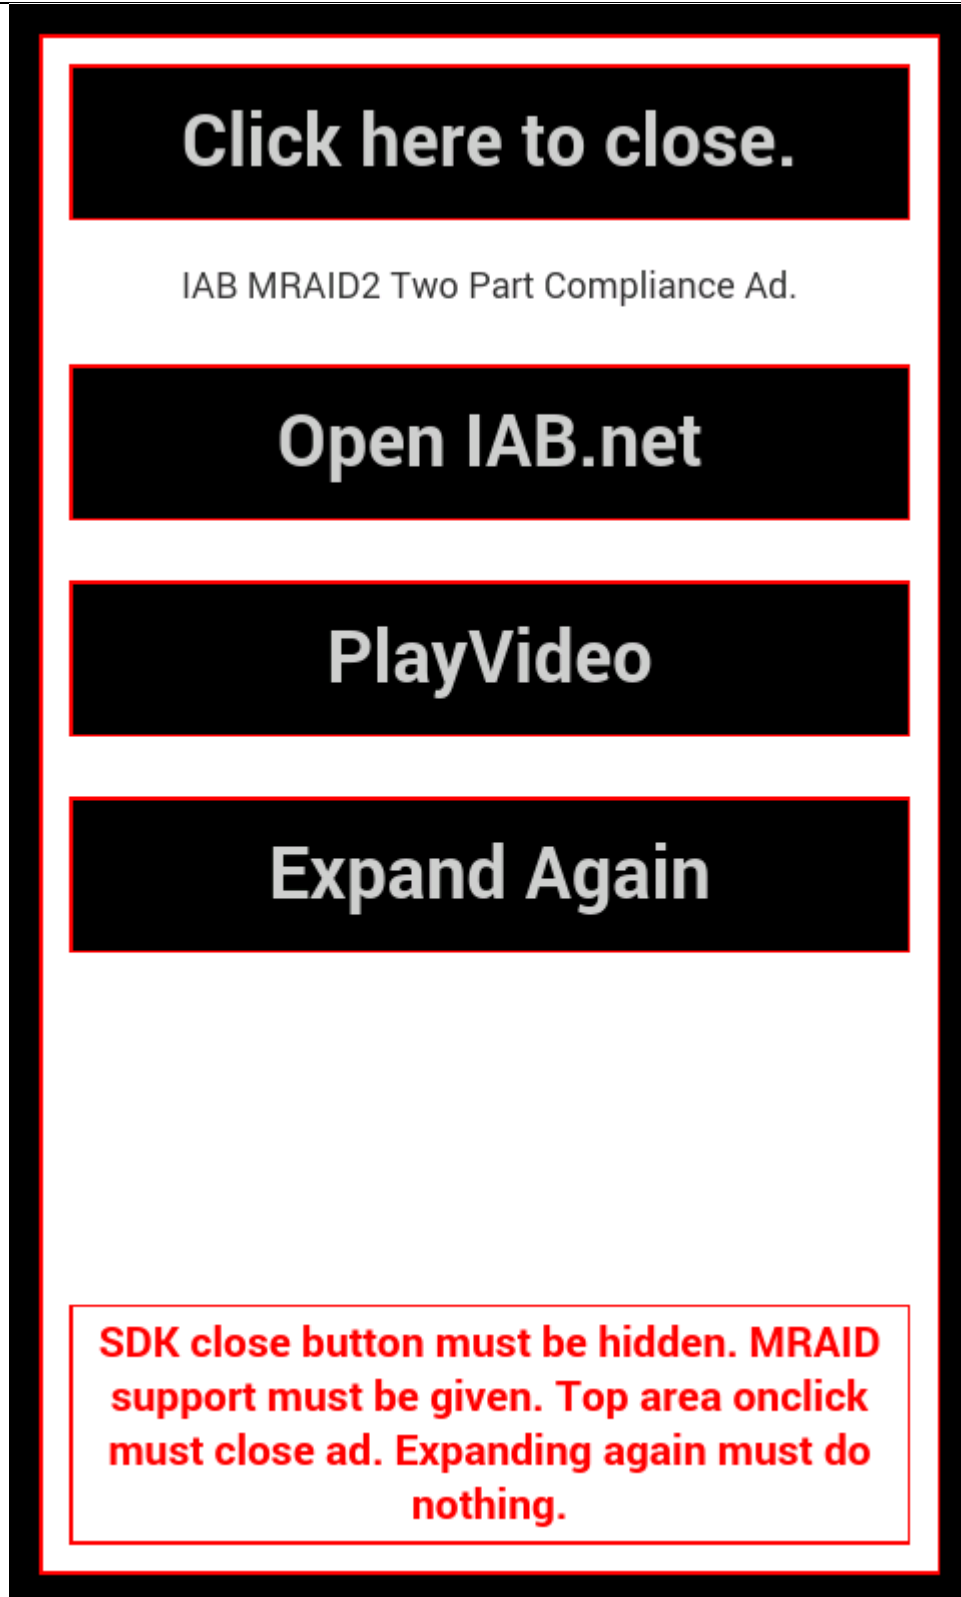 Click here to close.
IAB MRAID2 Two Part Compliance Ad.
Open IAB.net
PlayVideo
Expand Again
SDK close button must be hidden. MRAID
support must be given. Top area onclick
must close ad. Expanding again must do
nothing.